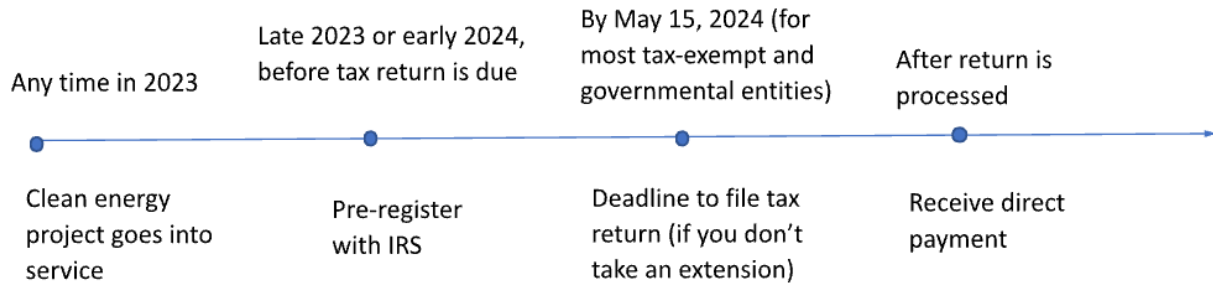 Any time in 2023
Late 2023 or early 2024,
before tax return is due
By May 15, 2024 (for
most tax-exempt and
governmental entities)
After return is
processed
Clean energy
project goes into
service
Pre-register
with IRS
Deadline to file tax
return (if you don’t
take an extension)
Receive direct
payment